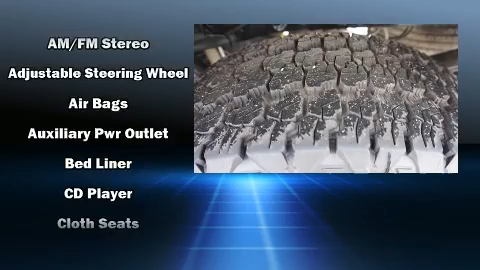 AM/FM Stereo
Adjustable Steering Wheel
Air Bags
Auxiliary Pwr Outlet
Bed Liner
CD Player
Cloth Seats